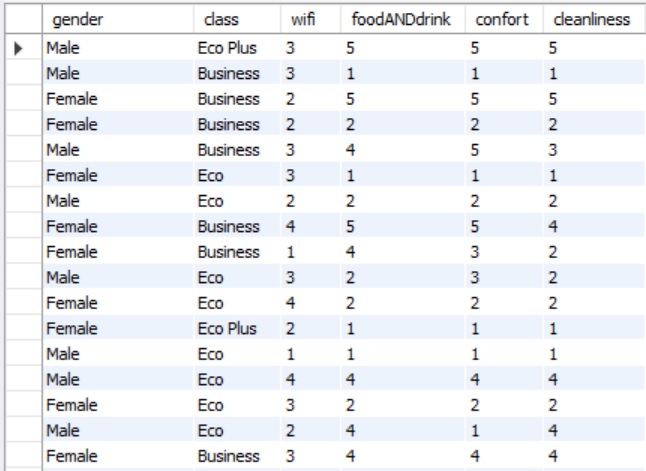 gender class wifi foodANDdrink confort cleanliness
Male Eco Plus 3 5 5 5
Male Business 3 1 1 1
Female Business 2 5 5 5
Female Business 2 2 2 2
Male Business 3 4 5 3
Female Eco 3 1 1 1
Male Eco 2 2 2 2
Female Business 4 5 5 4
Female Business 1 4 3 2
Male Eco 3 2 3 2
Female Eco 4 2 2 2
Female Eco Plus 2 1 1 1
Male Eco 1 1 1 1
Male Eco 4 4 4 4
Female Eco 3 2 2 2
Male Eco 2 4 1 4
Female Business 3 4 4 4